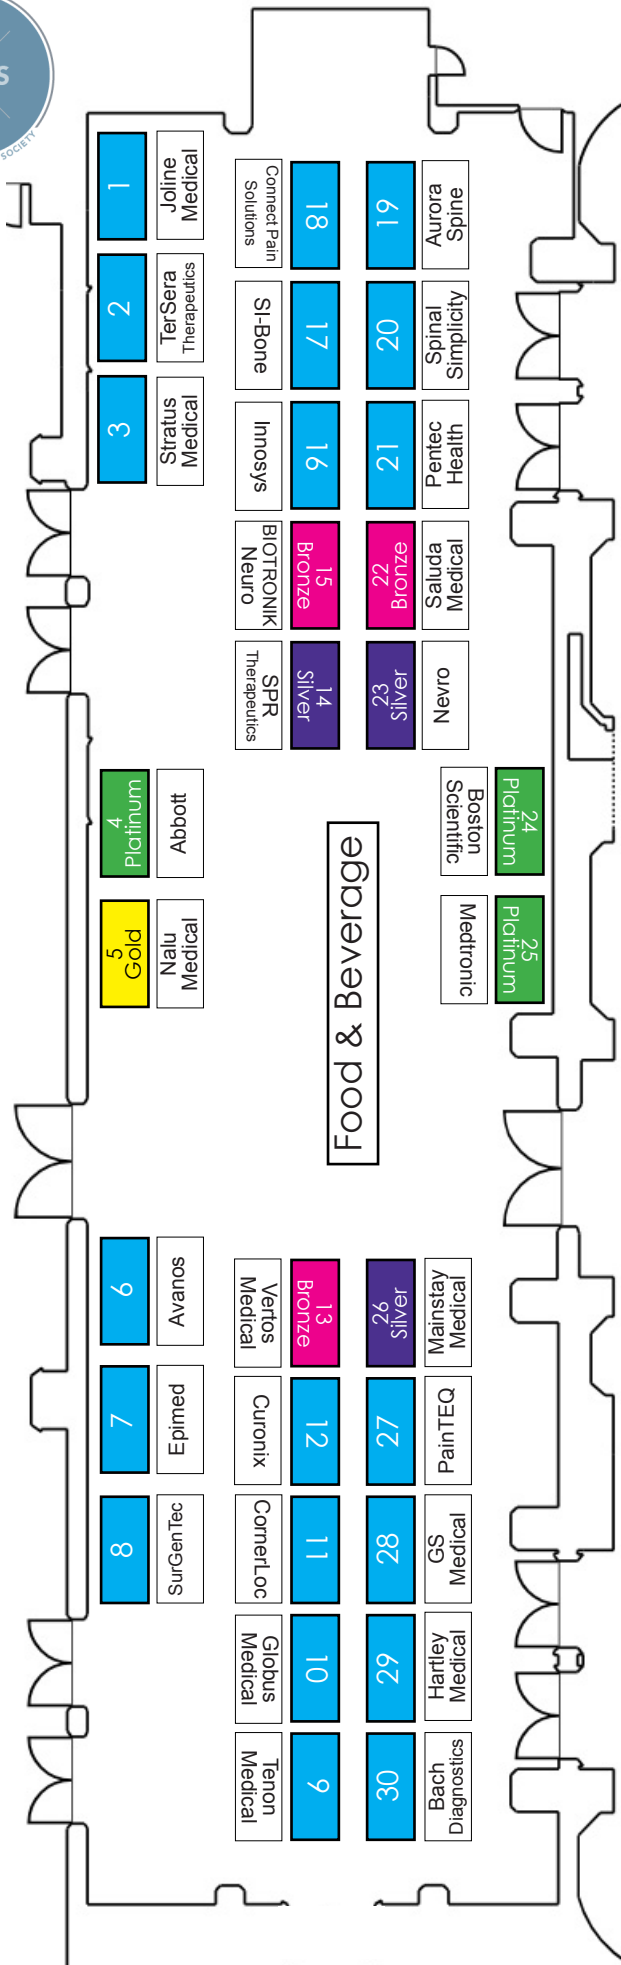 S
SOCIETY
1
Joline
Medical
2
TerSera
Therapeutics
3
Stratus
Medical
4
Platinum
Abbott
5
Gold
Nalu
Medical
6
Avanos
7
Epimed
8
SurGenTec
Connect Pain
Solutions
18
SI-Bone
17
Innosys
16
BIOTRONIK
Neuro
15
Bronze
SPR
Therapeutics
14
Silver
19
Aurora
Spine
20
Spinal
Simplicity
21
Pentec
Health
22
Bronze
Saluda
Medical
23
Silver
Nevro
Boston
Scientific
24
Platinum
Medtronic
25
Platinum
Food & Beverage
Vertos
Medical
13
Bronze
Curonix
12
CornerLoc
11
Globus
Medical
10
Tenon
Medical
9
26
Silver
Mainstay
Medical
27
PainTEQ
28
GS
Medical
29
Hartley
Medical
30
Bach
Diagnostics